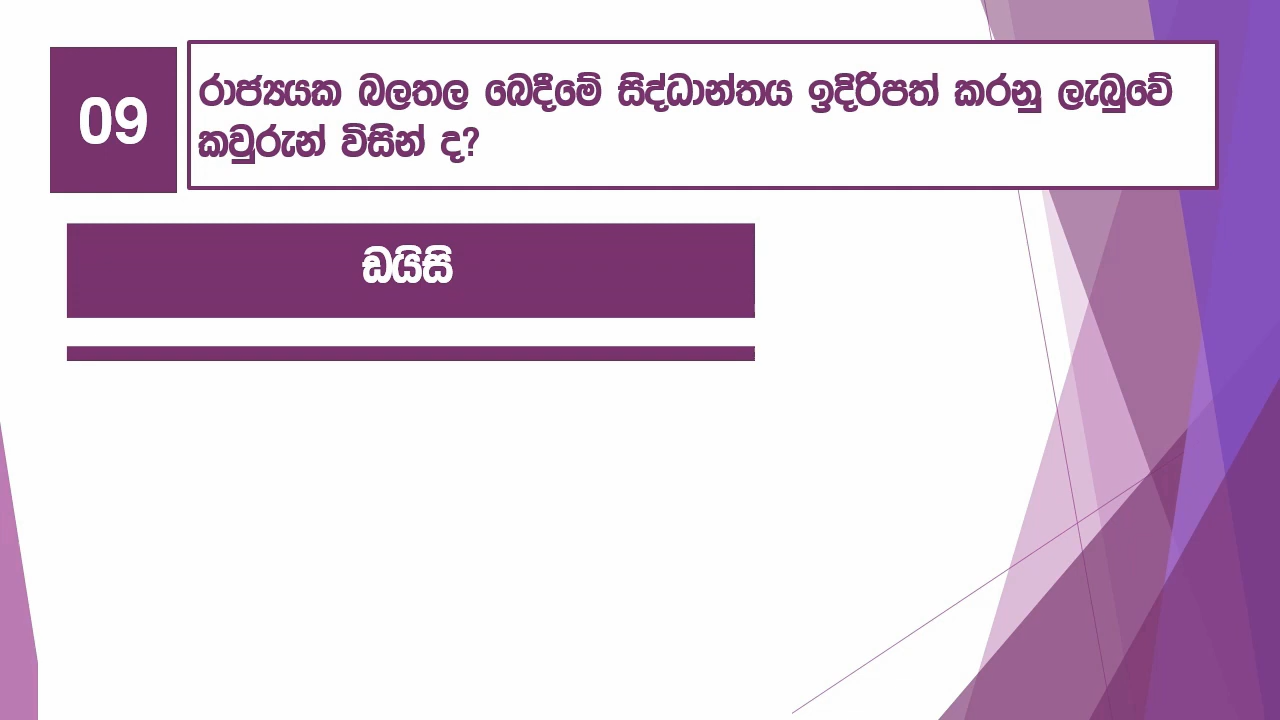 09
රාජ්‍යයක බලතල බෙදීමේ සිද්ධාන්තය ඉදිරිපත් කරනු ලැබුවේ
කවුරුන් විසින් ද?
ඩයිසි